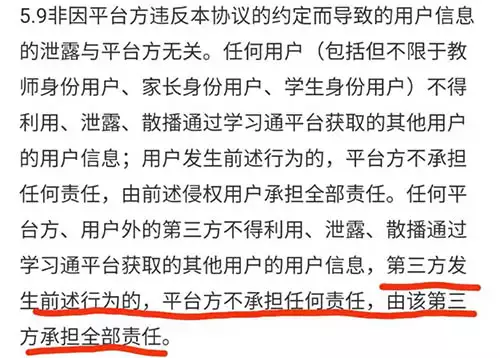 5.9非因平台方违反本协议的约定而导致的用户信息
的泄露与平台方无关。任何用户（包括但不限于教
师身份用户、家长身份用户、学生身份用户）不得
利用、泄露、散播通过学习通平台获取的其他用户
的用户信息；用户发生前述行为的，平台方不承担
任何责任，由前述侵权用户承担全部责任。任何平
台方、用户外的第三方不得利用、泄露、散播通过
学习通平台获取的其他用户的用户信息，第三方发
生前述行为的，平台方不承担任何责任，由该第三
方承担全部责任。